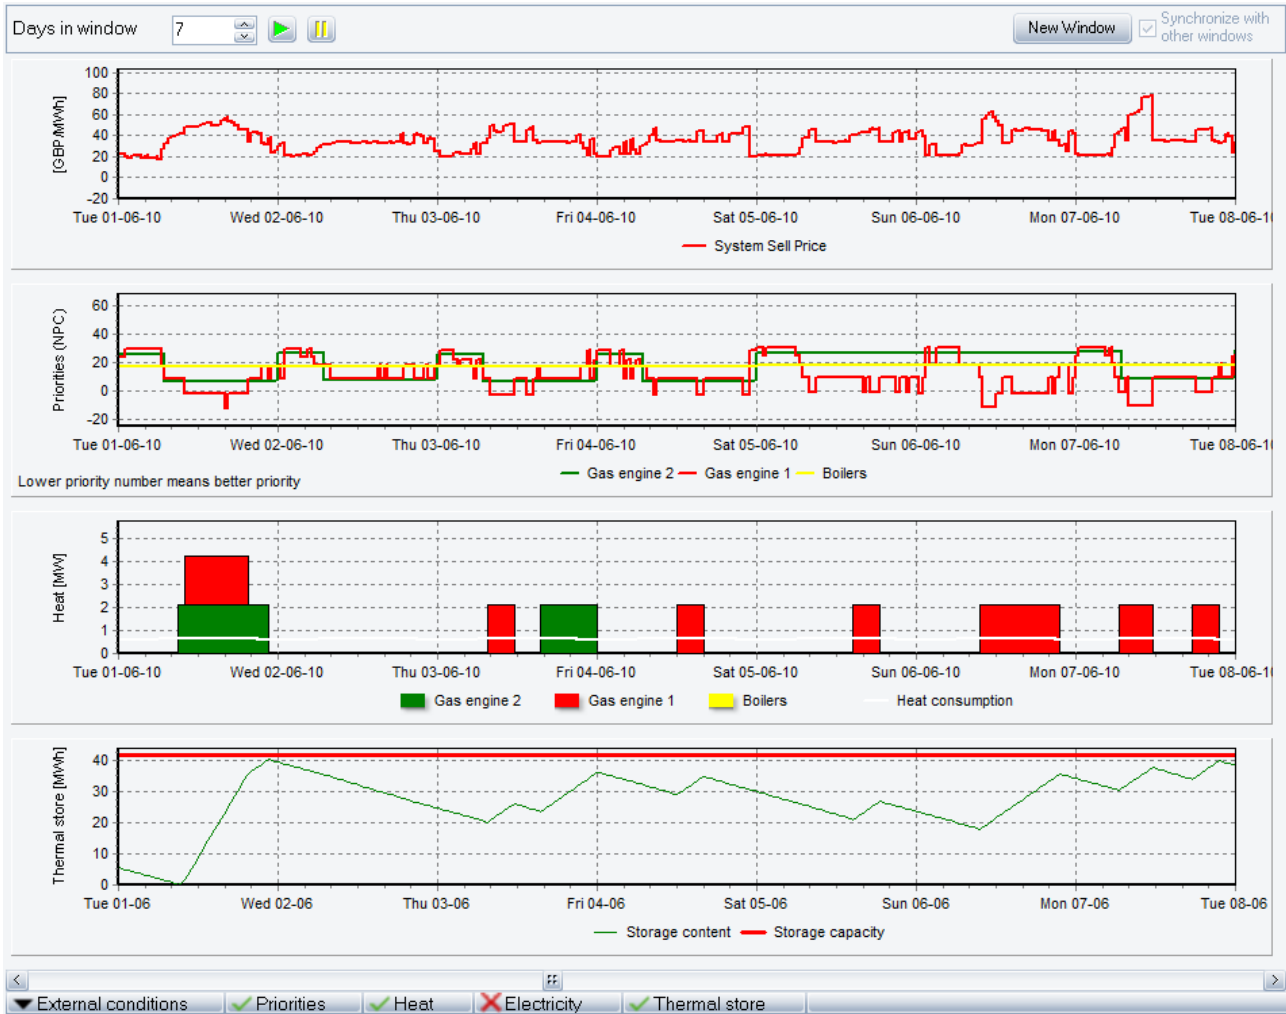 Days in window 7 New Window Synchronize with
other windows
[GBP/MWh]
100
80
60
40
20
0
-20
Tue 01-06-10 Wed 02-06-10 Thu 03-06-10 Fri 04-06-10 Sat 05-06-10 Sun 06-06-10 Mon 07-06-10 Tue 08-06-10
System Sell Price
Priorities (NPC)
60
40
20
0
-20
Tue 01-06-10 Wed 02-06-10 Thu 03-06-10 Fri 04-06-10 Sat 05-06-10 Sun 06-06-10 Mon 07-06-10 Tue 08-06-10
Gas engine 2 Gas engine 1 Boilers
Lower priority number means better priority
Heat [MW]
5
4
3
2
1
0
Tue 01-06-10 Wed 02-06-10 Thu 03-06-10 Fri 04-06-10 Sat 05-06-10 Sun 06-06-10 Mon 07-06-10 Tue 08-06-10
Gas engine 2 Gas engine 1 Boilers Heat consumption
Thermal store [MWh]
40
30
20
10
0
Tue 01-06 Wed 02-06 Thu 03-06 Fri 04-06 Sat 05-06 Sun 06-06 Mon 07-06 Tue 08-06
Storage content Storage capacity
External conditions Priorities Heat Electricity Thermal store